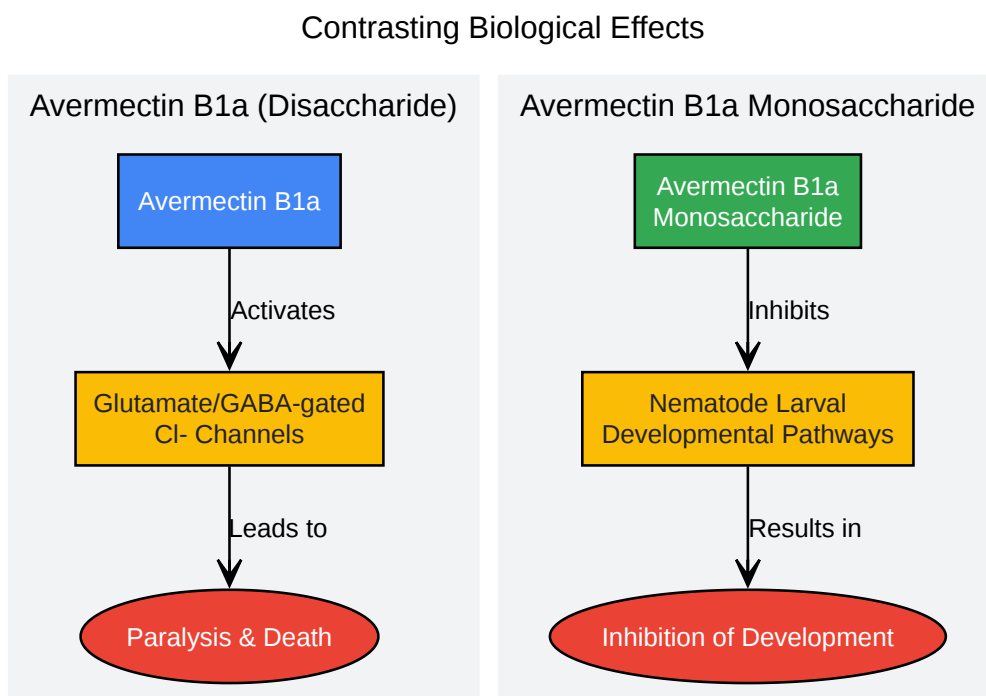 Contrasting Biological Effects
Avermectin B1a (Disaccharide)
Avermectin B1a
Activates
Glutamate/GABA-gated
Cl- Channels
Leads to
Paralysis & Death
Avermectin B1a Monosaccharide
Avermectin B1a
Monosaccharide
Inhibits
Nematode Larval
Developmental Pathways
Results in
Inhibition of Development